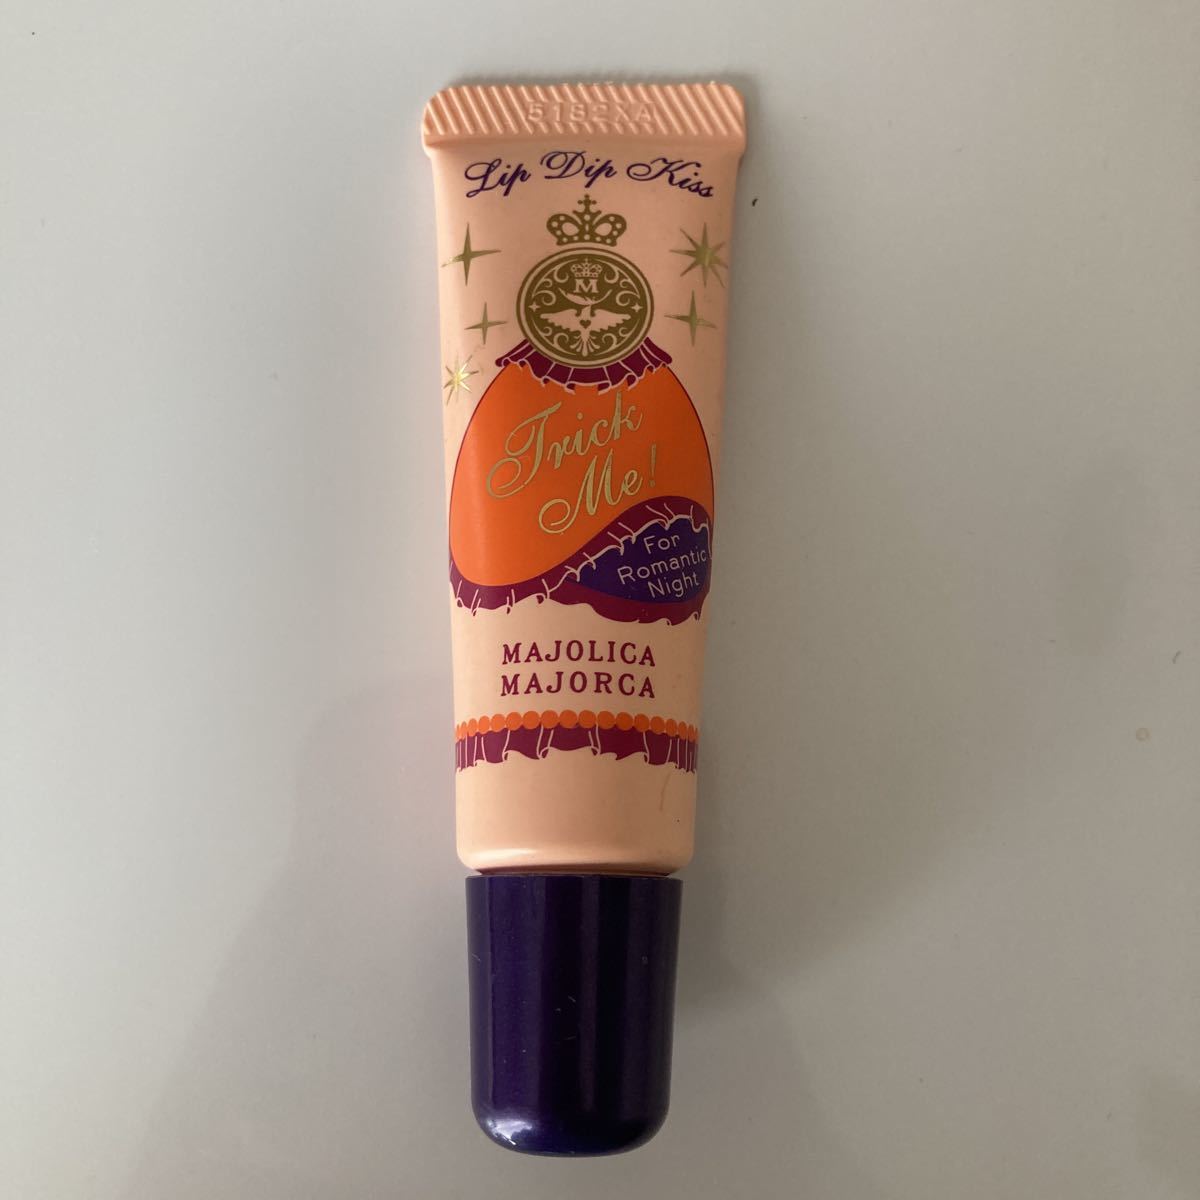 5182XA
Lip Dip Kiss
M
Trick
Me!
For
Romantic
Night
MAJOLICA
MAJORCA